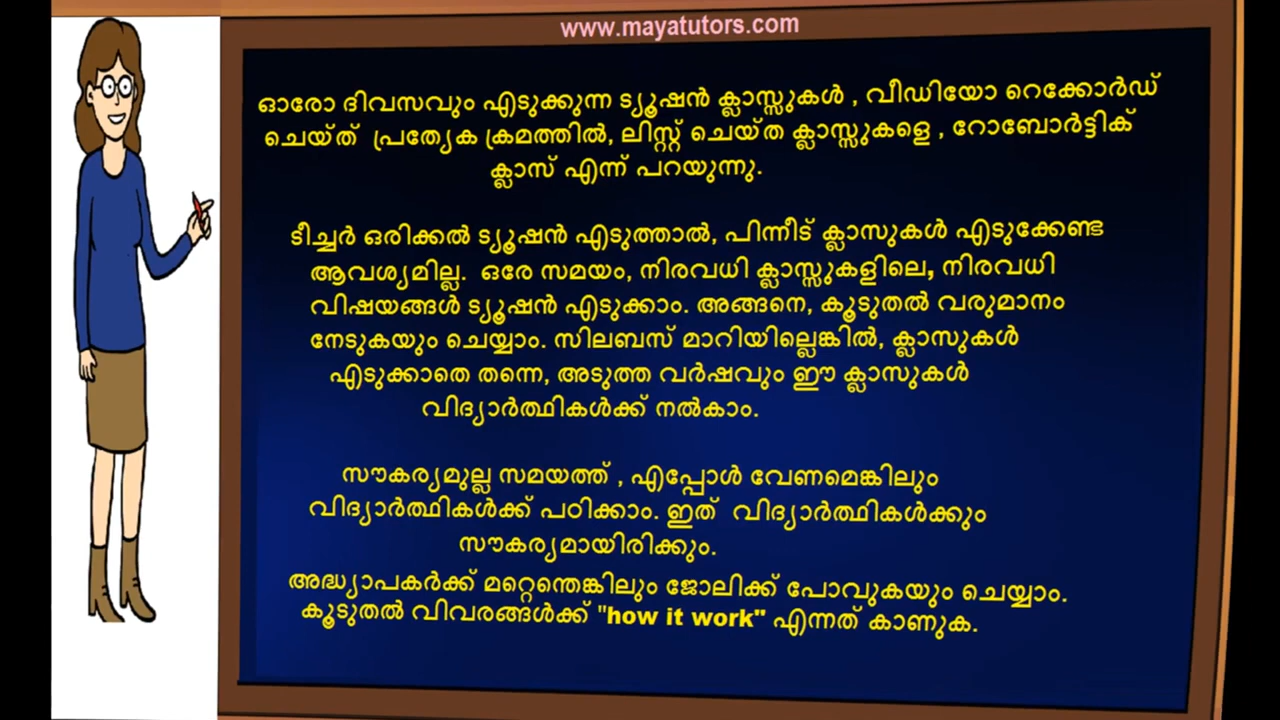 www.mayatutors.com
ഓരോ ദിവസവും എടുക്കുന്ന ട്യൂഷൻ ക്ലാസ്സുകൾ , വീഡിയോ റെക്കോർഡ്
ചെയ്ത് പ്രത്യേക ക്രമത്തിൽ, ലിസ്റ്റ് ചെയ്ത ക്ലാസ്സുകളെ , റോബോർട്ടിക്
ക്ലാസ് എന്ന് പറയുന്നു.
ടീച്ചർ ഒരിക്കൽ ട്യൂഷൻ എടുത്താൽ, പിന്നീട് ക്ലാസുകൾ എടുക്കേണ്ട
ആവശ്യമില്ല. ഒരേ സമയം, നിരവധി ക്ലാസ്സുകളിലെ, നിരവധി
വിഷയങ്ങൾ ട്യൂഷൻ എടുക്കാം. അങ്ങനെ, കൂടുതൽ വരുമാനം
നേടുകയും ചെയ്യാം. സിലബസ് മാറിയില്ലെങ്കിൽ, ക്ലാസുകൾ
എടുക്കാതെ തന്നെ, അടുത്ത വർഷവും ഈ ക്ലാസുകൾ
വിദ്യാർത്ഥികൾക്ക് നൽകാം.
സൗകര്യമുല്ല സമയത്ത് , എപ്പോൾ വേണമെങ്കിലും
വിദ്യാർത്ഥികൾക്ക് പഠിക്കാം. ഇത് വിദ്യാർത്ഥികൾക്കും
സൗകര്യമായിരിക്കും.
അദ്ധ്യാപകർക്ക് മറ്റെന്തെങ്കിലും ജോലിക്ക് പോവുകയും ചെയ്യാം.
കൂടുതൽ വിവരങ്ങൾക്ക് "how it work" എന്നത് കാണുക.